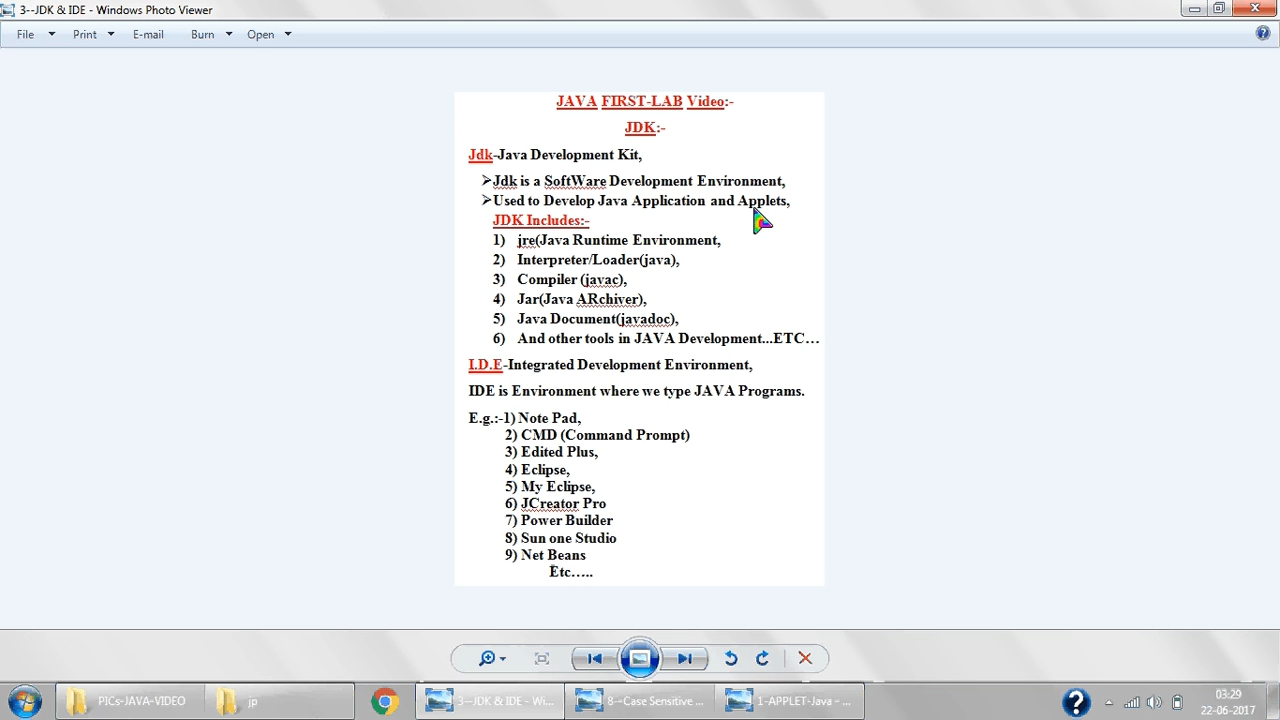 3--JDK & IDE - Windows Photo Viewer
File Print E-mail Burn Open
JAVA FIRST-LAB Video:-
JDK:-
Jdk-Java Development Kit,
➢Jdk is a SoftWare Development Environment,
➢Used to Develop Java Application and Applets,
JDK Includes:-
1) jre(Java Runtime Environment,
2) Interpreter/Loader(java),
3) Compiler (javac),
4) Jar(Java ARchiver),
5) Java Document(javadoc),
6) And other tools in JAVA Development...ETC…
I.D.E-Integrated Development Environment,
IDE is Environment where we type JAVA Programs.
E.g.:-1) Note Pad,
2) CMD (Command Prompt)
3) Edited Plus,
4) Eclipse,
5) My Eclipse,
6) JCreator Pro
7) Power Builder
8) Sun one Studio
9) Net Beans
Etc…..
PICs-JAVA-VIDEO jp 3--JDK & IDE - Wi... 8--Case Sensitive ... 1-APPLET-Java - ...
03:29
22-06-2017